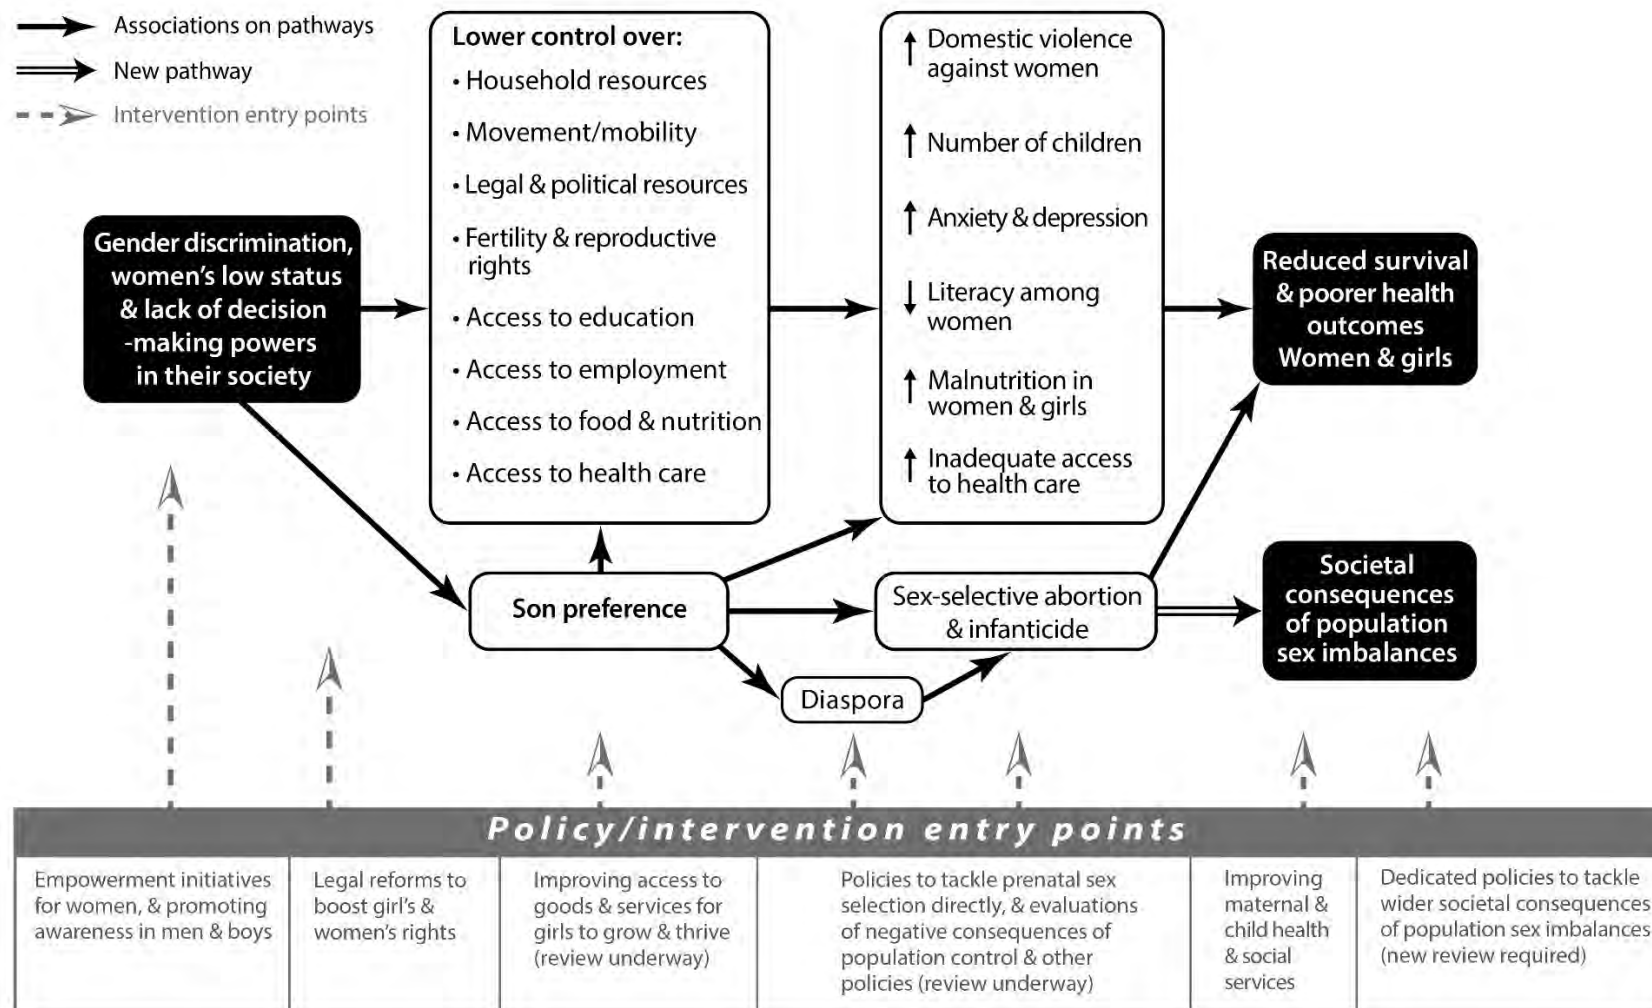 Associations on pathways
New pathway
Intervention entry points
Gender discrimination,
women's low status
& lack of decision
-making powers
in their society
Lower control over:
• Household resources
• Movement/mobility
• Legal & political resources
• Fertility & reproductive
rights
• Access to education
• Access to employment
• Access to food & nutrition
• Access to health care
Domestic violence
against women
Number of children
Anxiety & depression
Literacy among
women
Malnutrition in
women & girls
Inadequate access
to health care
Reduced survival
& poorer health
outcomes
Women & girls
Son preference
Sex-selective abortion
& infanticide
Diaspora
Societal
consequences
of population
sex imbalances
Policy/intervention entry points
Empowerment initiatives
for women, & promoting
awareness in men & boys
Legal reforms to
boost girl's &
women's rights
Improving access to
goods & services for
girls to grow & thrive
(review underway)
Policies to tackle prenatal sex
selection directly, & evaluations
of negative consequences of
population control & other
policies (review underway)
Improving
maternal &
child health
& social
services
Dedicated policies to tackle
wider societal consequences
of population sex imbalances
(new review required)